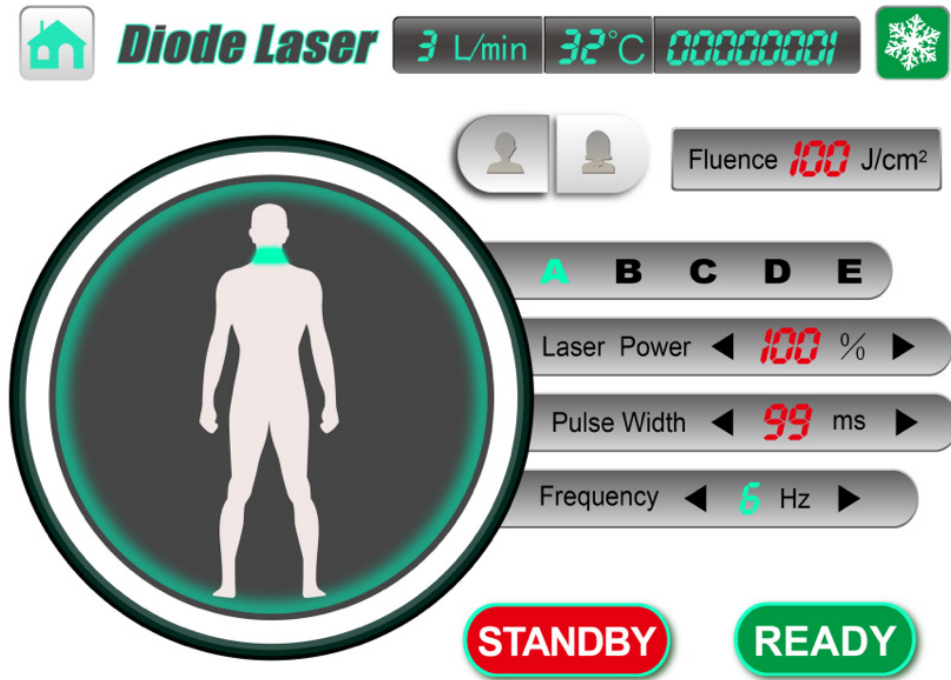 Diode Laser 3 L/min 32°C 00000001
Fluence 100 J/cm²
A B C D E
Laser Power 100 %
Pulse Width 99 ms
Frequency 6 Hz
STANDBY READY